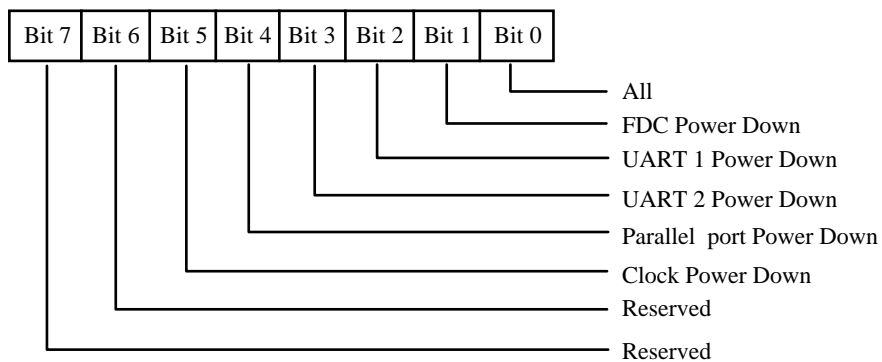 Bit 7 Bit 6 Bit 5 Bit 4 Bit 3 Bit 2 Bit 1 Bit 0
All
FDC Power Down
UART 1 Power Down
UART 2 Power Down
Parallel port Power Down
Clock Power Down
Reserved
Reserved